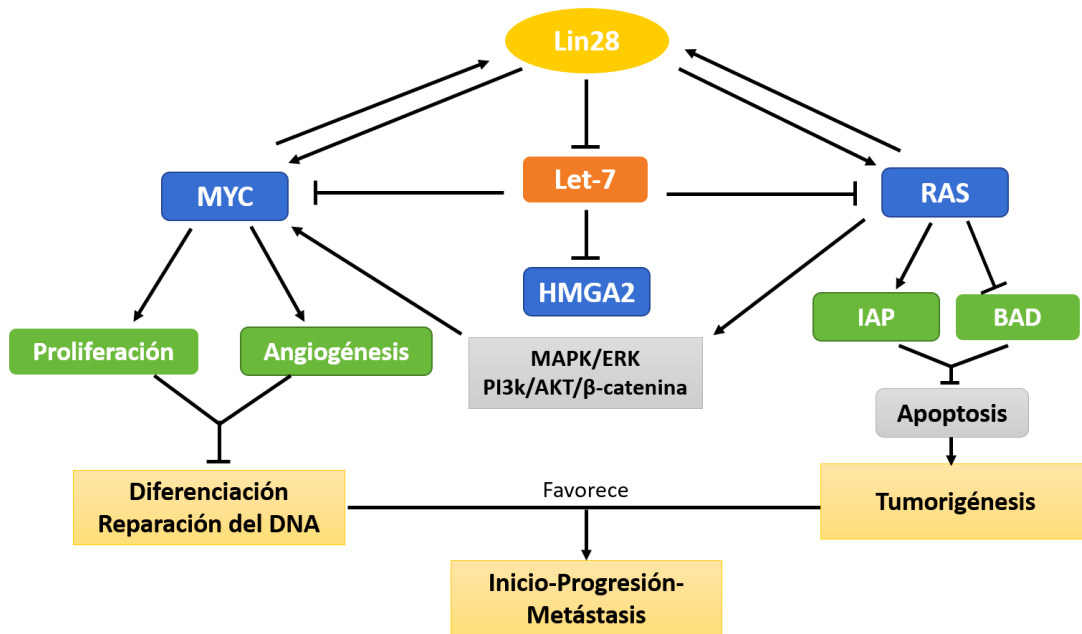 Lin28
Let-7
MYC
RAS
HMGA2
IAP
BAD
Proliferación
Angiogénesis
MAPK/ERK
PI3k/AKT/β-catenina
Apoptosis
Diferenciación
Reparación del DNA
Favorece
Tumorigénesis
Inicio-Progresión-
Metástasis